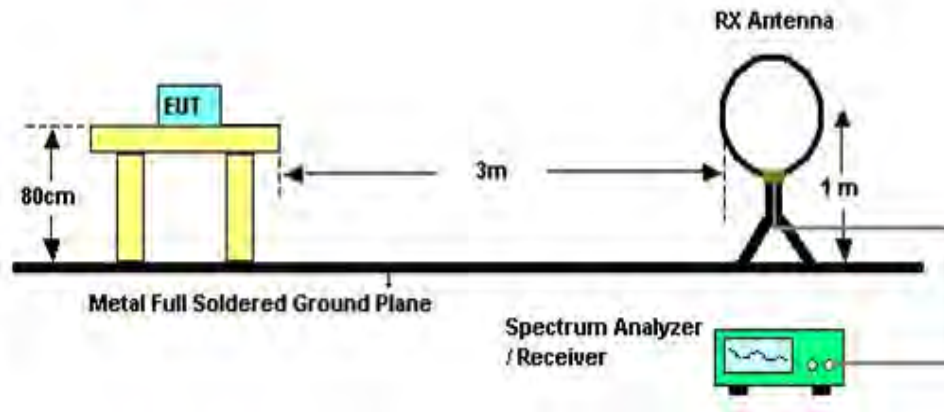 RX Antenna
EUT
80cm
3m
1 m
Metal Full Soldered Ground Plane
Spectrum Analyzer
/ Receiver